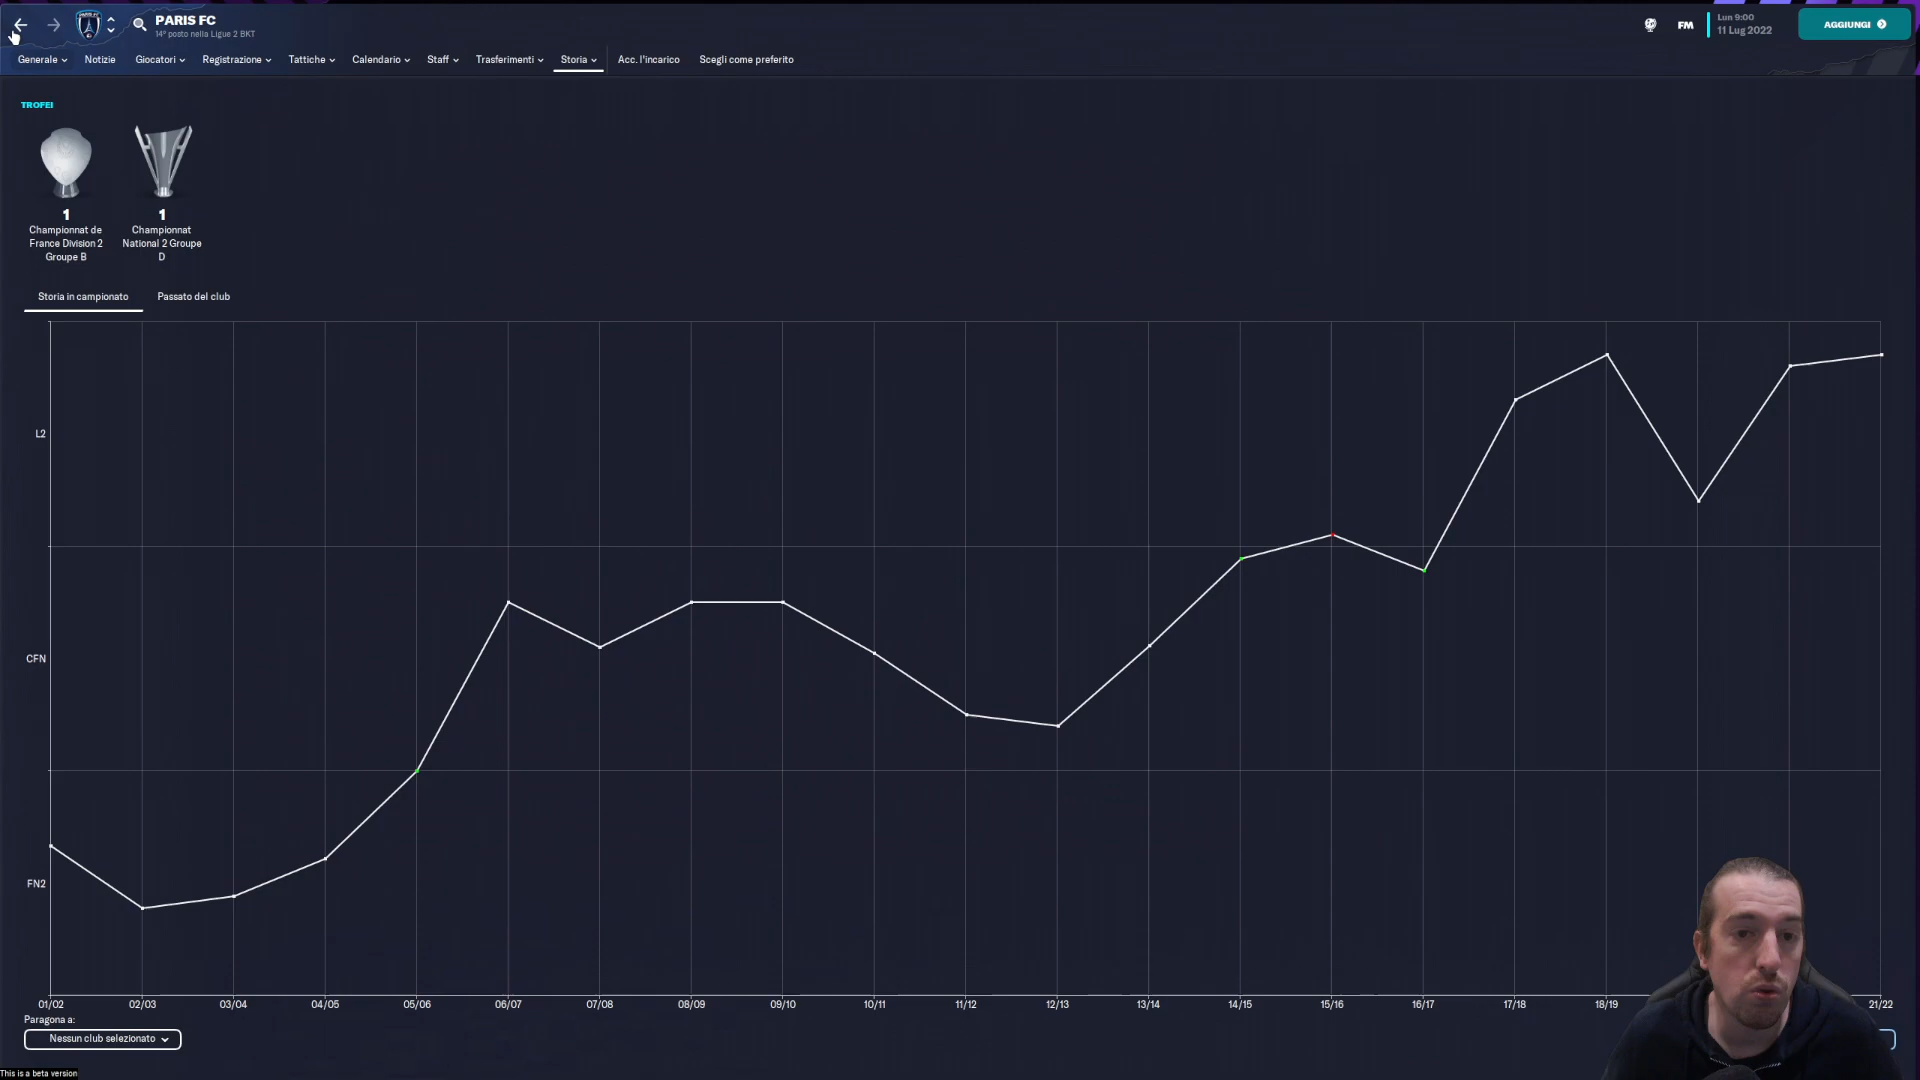 PARIS FC
14° posto nella Ligue 2 BKT
FM
Lun 9:00
11 Lug 2022
AGGIUNGI
Generale
Notizie
Giocatori
Registrazione
Tattiche
Calendario
Staff
Trasferimenti
Storia
Acc. l'incarico
Scegli come preferito
TROFEI
1
Championnat de
France Division 2
Groupe B
1
Championnat
National 2 Groupe
D
Storia in campionato
Passato del club
L2
CFN
FN2
01/02
02/03
03/04
04/05
05/06
06/07
07/08
08/09
09/10
10/11
11/12
12/13
13/14
14/15
15/16
16/17
17/18
18/19
21/22
Paragona a:
Nessun club selezionato
This is a beta version